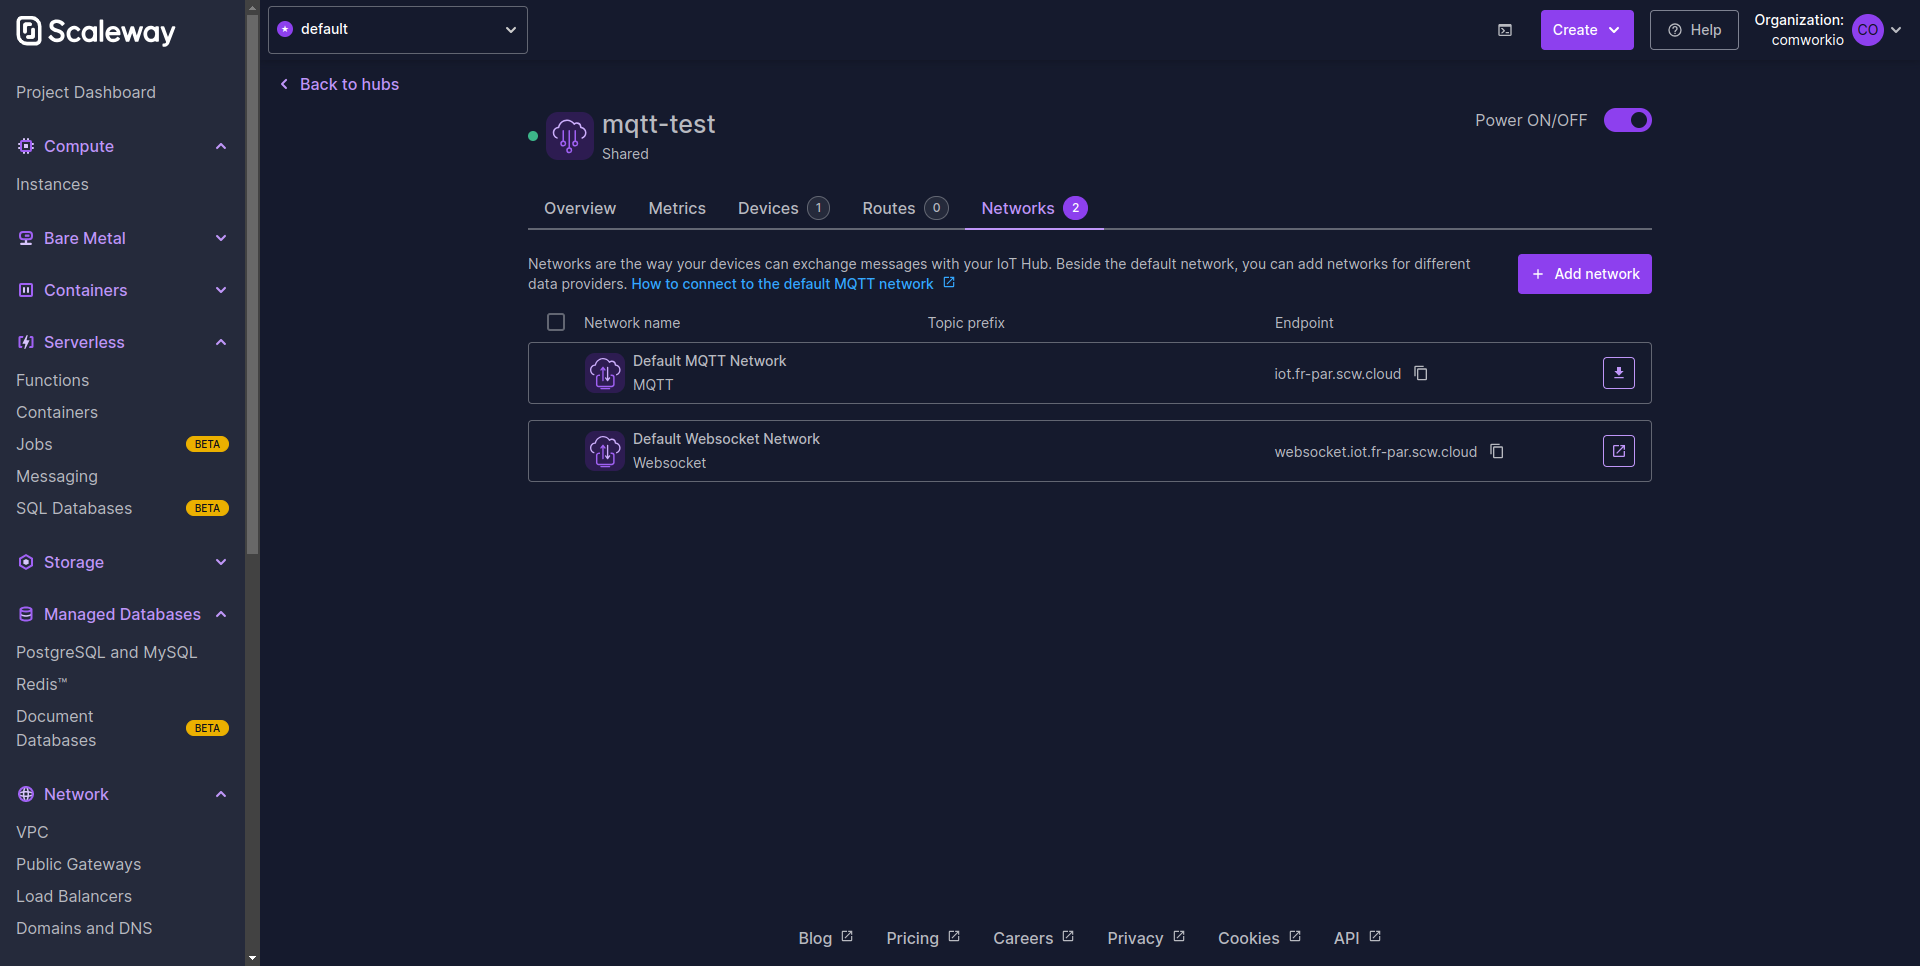 Scaleway
Project Dashboard
Compute
Instances
Bare Metal
Containers
Serverless
Functions
Containers
Jobs BETA
Messaging
SQL Databases BETA
Storage
Managed Databases
PostgreSQL and MySQL
Redis™
Document
Databases
BETA
Network
VPC
Public Gateways
Load Balancers
Domains and DNS
default
Create
Help
Organization:
comworkio
CO
Back to hubs
mqtt-test
Shared
Power ON/OFF
Overview Metrics Devices 1 Routes 0 Networks 2
Networks are the way your devices can exchange messages with your IoT Hub. Beside the default network, you can add networks for different
data providers. How to connect to the default MQTT network
Add network
Network name Topic prefix Endpoint
Default MQTT Network
MQTT
iot.fr-par.scw.cloud
Default Websocket Network
Websocket
websocket.iot.fr-par.scw.cloud
Blog Pricing Careers Privacy Cookies API